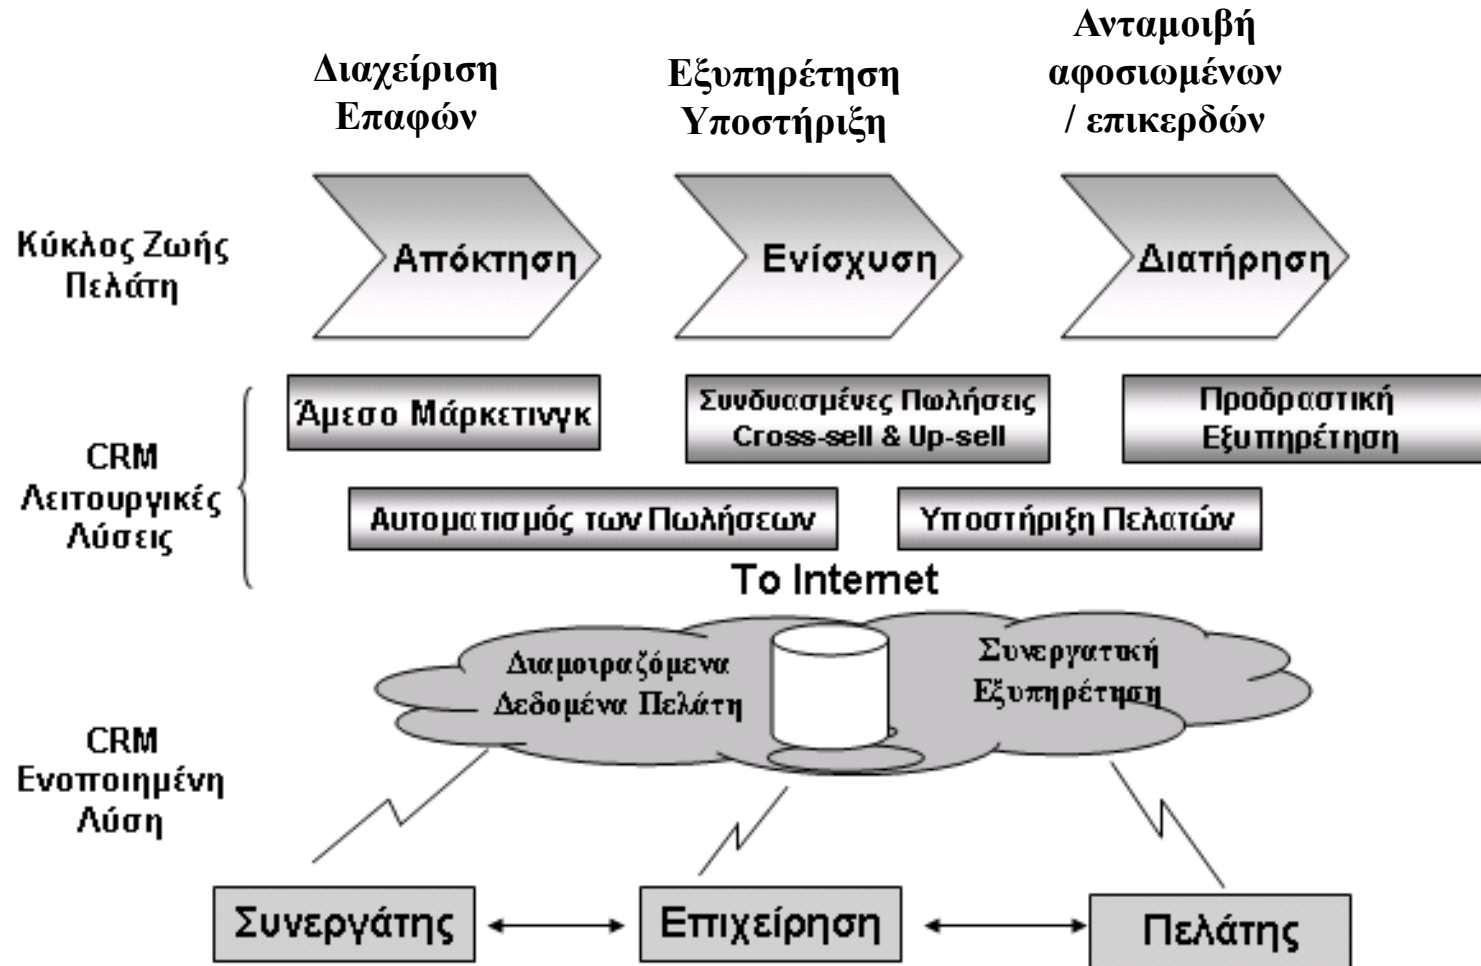 Διαχείριση
Επαφών
Εξυπηρέτηση
Υποστήριξη
Ανταμοιβή
αφοσιωμένων
/ επικερδών
Κύκλος Ζωής
Πελάτη
Απόκτηση
Ενίσχυση
Διατήρηση
CRM
Λειτουργικές
Λύσεις
Άμεσο Μάρκετινγκ
Συνδυασμένες Πωλήσεις
Cross-sell & Up-sell
Προδραστική
Εξυπηρέτηση
Αυτοματισμός των Πωλήσεων
Υποστήριξη Πελατών
Το Internet
Διαμοιραζόμενα
Δεδομένα Πελάτη
Συνεργατική
Εξυπηρέτηση
CRM
Ενοποιημένη
Λύση
Συνεργάτης
Επιχείρηση
Πελάτης